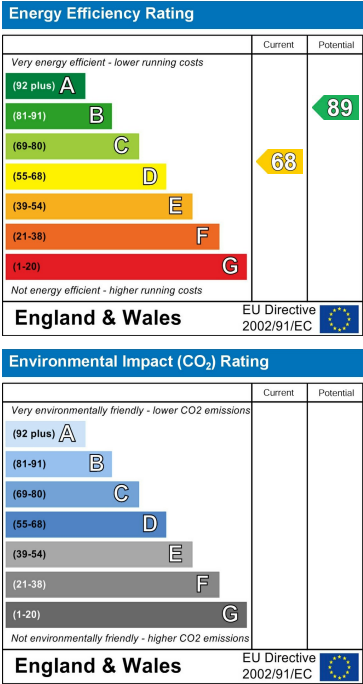 Energy Efficiency Rating
Current Potential
Very energy efficient - lower running costs
(92 plus) A
(81-91) B
(69-80) C
(55-68) D
(39-54) E
(21-38) F
(1-20) G
68
89
Not energy efficient - higher running costs
England & Wales
EU Directive
2002/91/EC
Environmental Impact (CO₂) Rating
Current Potential
Very environmentally friendly - lower CO2 emissions
(92 plus) A
(81-91) B
(69-80) C
(55-68) D
(39-54) E
(21-38) F
(1-20) G
Not environmentally friendly - higher CO2 emissions
England & Wales
EU Directive
2002/91/EC